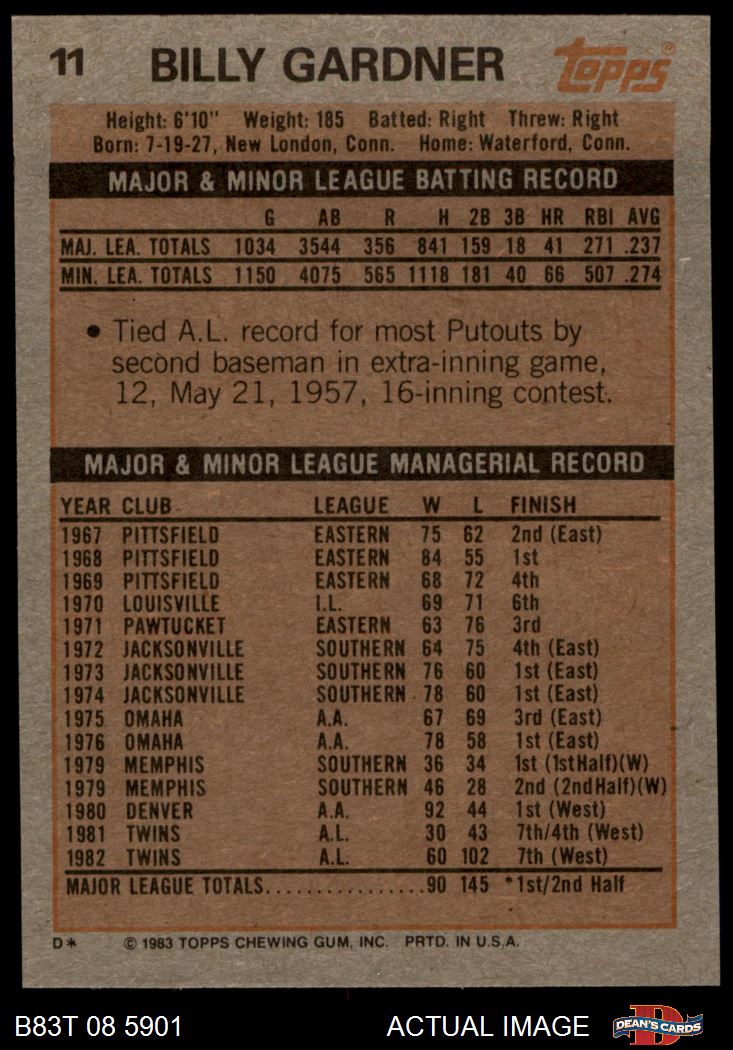 11 BILLY GARDNER Topps®
Height: 6'10" Weight: 185 Batted: Right Threw: Right
Born: 7-19-27, New London, Conn. Home: Waterford, Conn.
MAJOR & MINOR LEAGUE BATTING RECORD
G AB R H 2B 3B HR RBI AVG
MAJ. LEA. TOTALS 1034 3544 356 841 159 18 41 271 .237
MIN. LEA. TOTALS 1150 4075 565 1118 181 40 66 507 .274
• Tied A.L. record for most Putouts by
second baseman in extra-inning game,
12, May 21, 1957, 16-inning contest.
MAJOR & MINOR LEAGUE MANAGERIAL RECORD
YEAR CLUB LEAGUE W L FINISH
1967 PITTSFIELD EASTERN 75 62 2nd (East)
1968 PITTSFIELD EASTERN 84 55 1st
1969 PITTSFIELD EASTERN 68 72 4th
1970 LOUISVILLE I.L. 69 71 6th
1971 PAWTUCKET EASTERN 63 76 3rd
1972 JACKSONVILLE SOUTHERN 64 75 4th (East)
1973 JACKSONVILLE SOUTHERN 76 60 1st (East)
1974 JACKSONVILLE SOUTHERN 78 60 1st (East)
1975 OMAHA A.A. 67 69 3rd (East)
1976 OMAHA A.A. 78 58 1st (East)
1979 MEMPHIS SOUTHERN 36 34 1st (1st Half)(W)
1979 MEMPHIS SOUTHERN 46 28 2nd (2nd Half)(W)
1980 DENVER A.A. 92 44 1st (West)
1981 TWINS A.L. 30 43 7th/4th (West)
1982 TWINS A.L. 60 102 7th (West)
MAJOR LEAGUE TOTALS................90 145 *1st/2nd Half
D* © 1983 TOPPS CHEWING GUM, INC. PRTD. IN U.S.A.
B83T 08 5901 ACTUAL IMAGE D DEAN'S CARDS